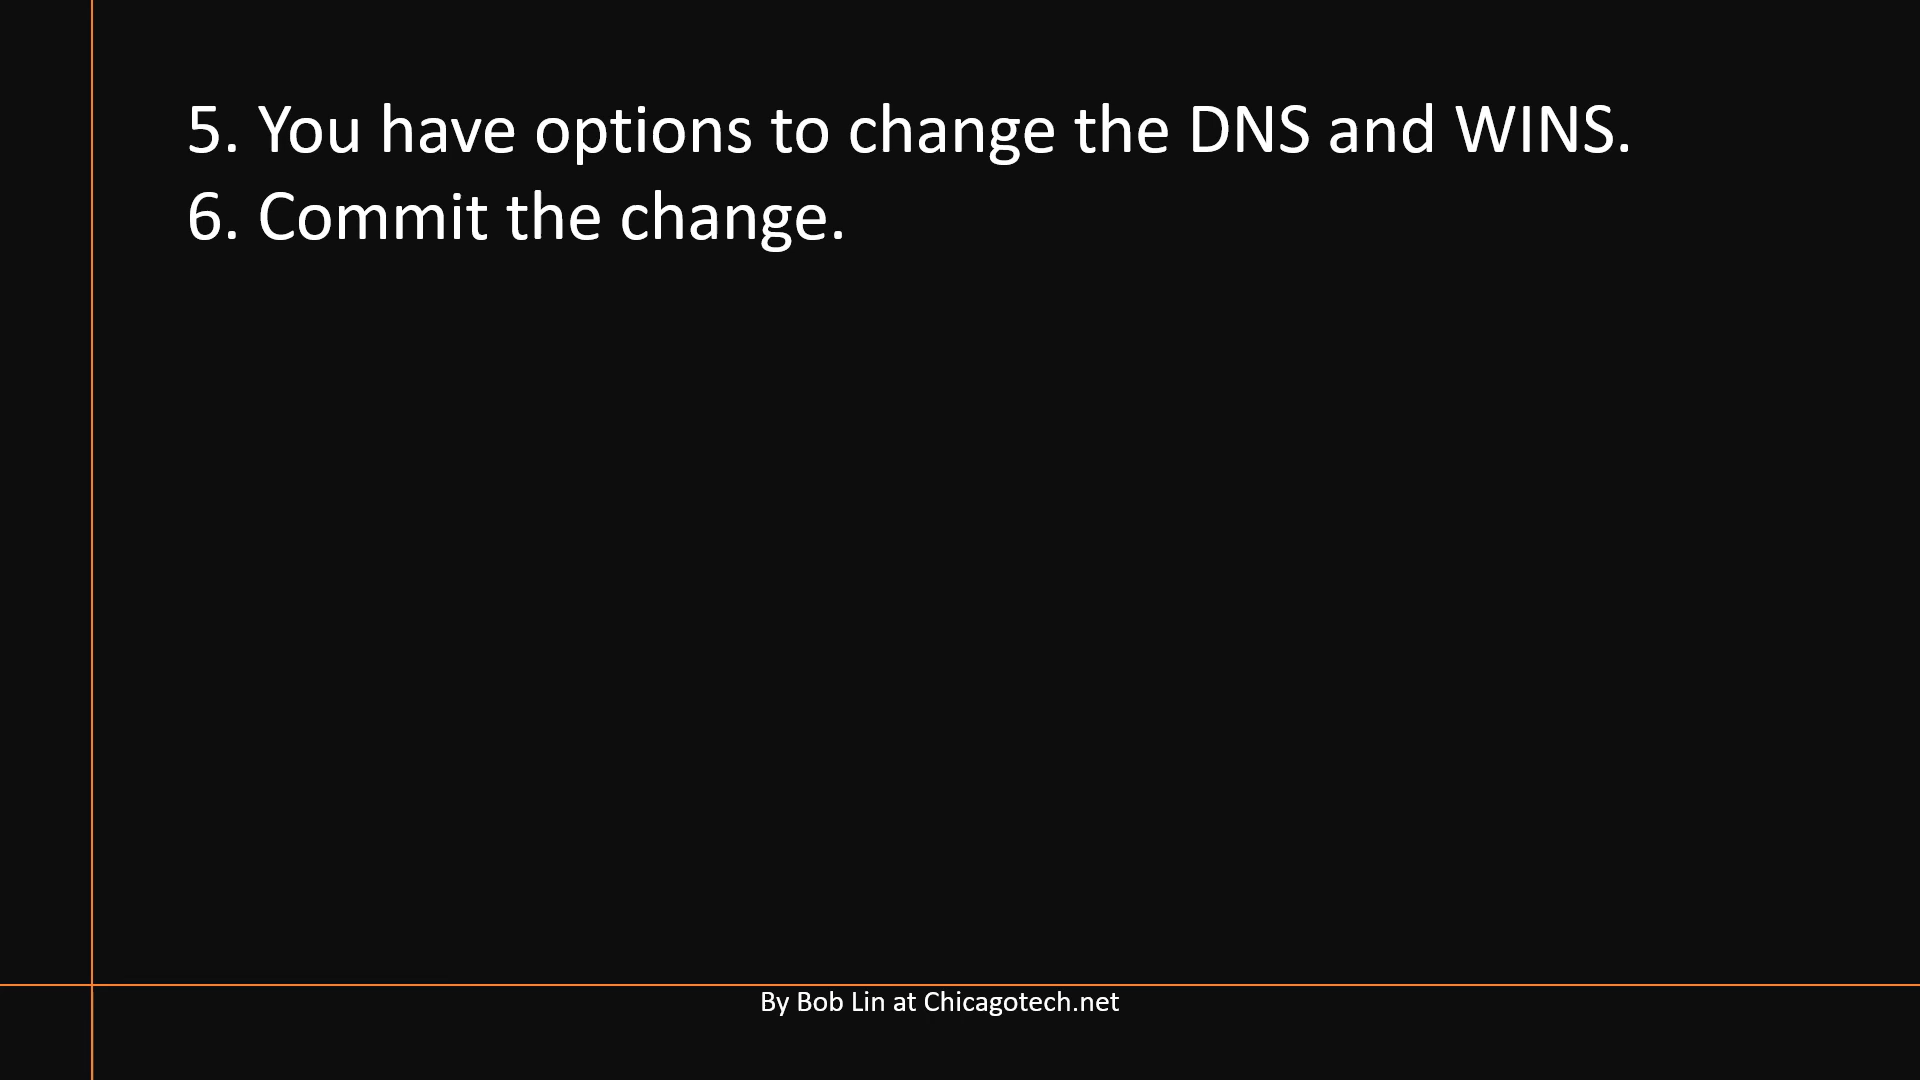 5. You have options to change the DNS and WINS.
6. Commit the change.
By Bob Lin at Chicagotech.net